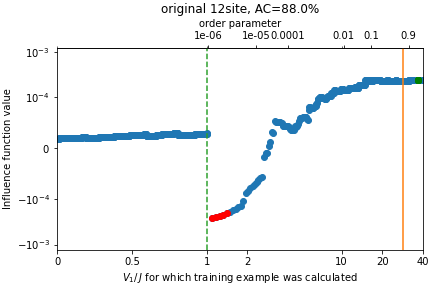 original 12site, AC=88.0%
order parameter
1e-06 1e-05 0.0001 0.01 0.1 0.9
Influence function value
10⁻³
10⁻⁴
0
−10⁻⁴
−10⁻³
0 0.5 1 2 10 20 40
V₁/J for which training example was calculated